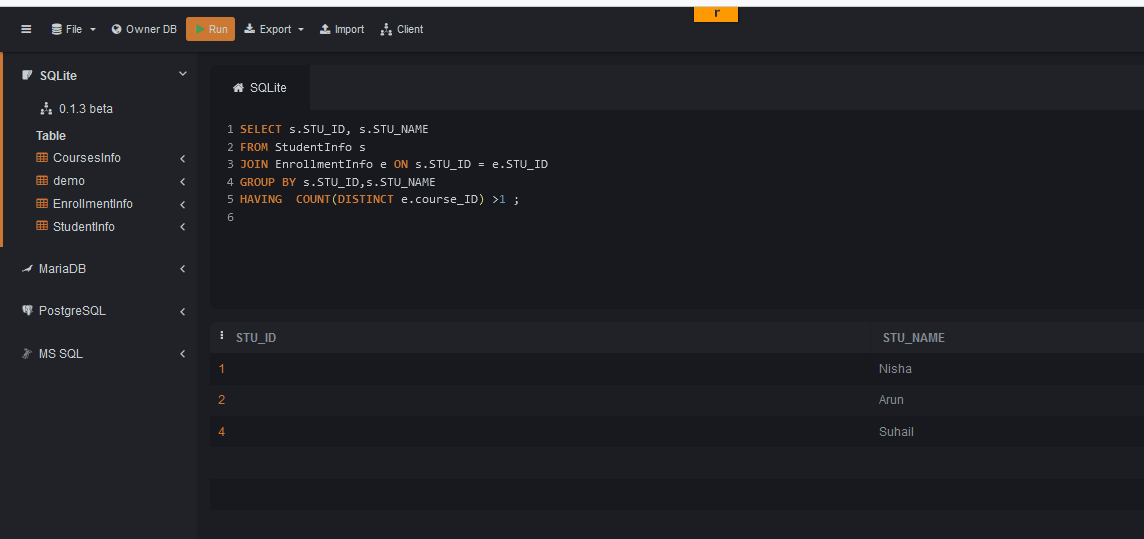 r
File Owner DB Run Export Import Client
SQLite
0.1.3 beta
Table
CoursesInfo
demo
EnrollmentInfo
StudentInfo
MariaDB
PostgreSQL
MS SQL
SQLite
1 SELECT s.STU_ID, s.STU_NAME
2 FROM StudentInfo s
3 JOIN EnrollmentInfo e ON s.STU_ID = e.STU_ID
4 GROUP BY s.STU_ID,s.STU_NAME
5 HAVING  COUNT(DISTINCT e.course_ID) >1 ;
6
STU_ID STU_NAME
1 Nisha
2 Arun
4 Suhail